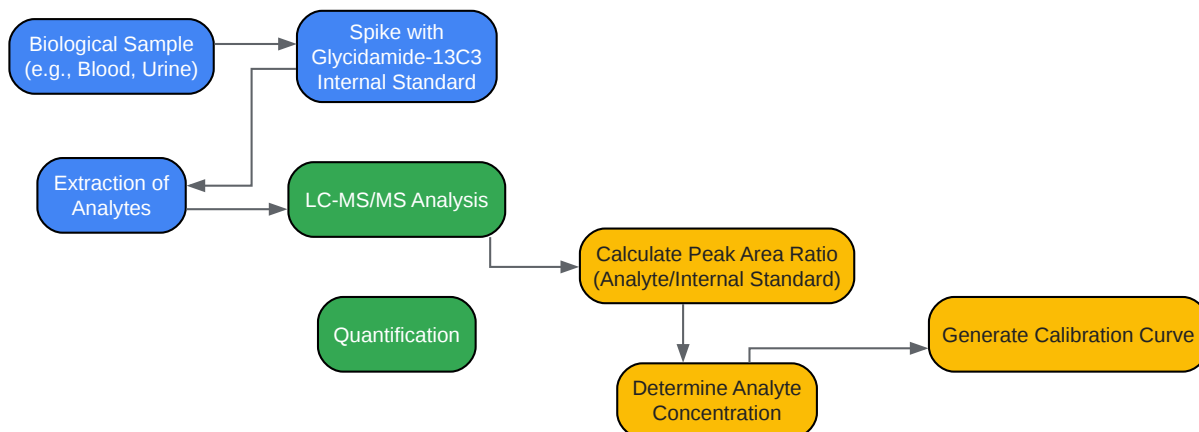 Biological Sample
(e.g., Blood, Urine)
Spike with
Glycidamide-13C3
Internal Standard
Extraction of
Analytes
LC-MS/MS Analysis
Calculate Peak Area Ratio
(Analyte/Internal Standard)
Quantification
Generate Calibration Curve
Determine Analyte
Concentration